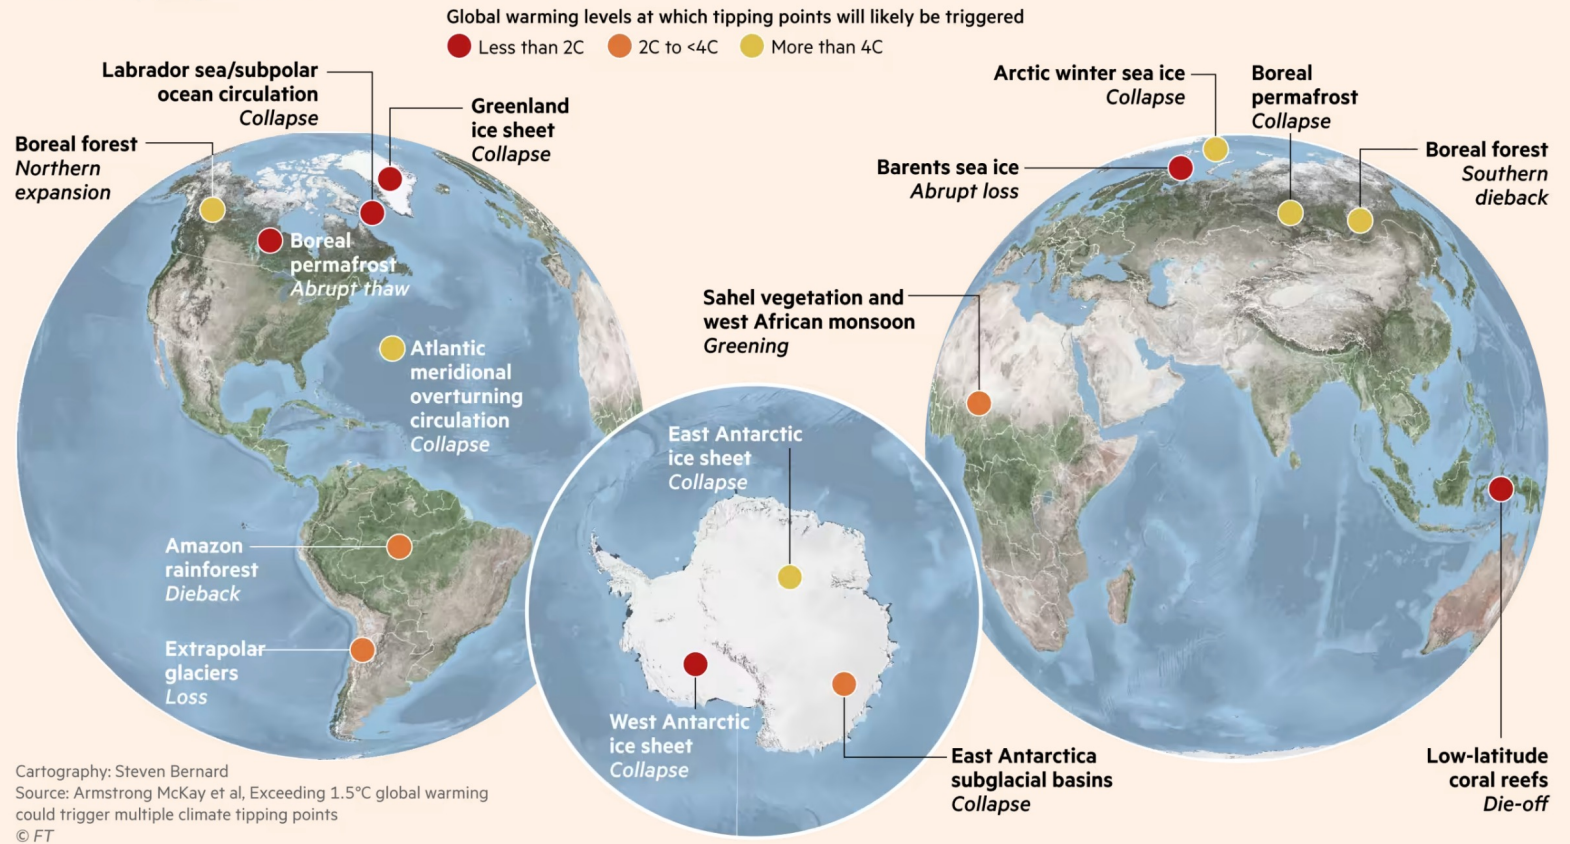 Global warming levels at which tipping points will likely be triggered
Less than 2C
2C to <4C
More than 4C
Labrador sea/subpolar
ocean circulation
Collapse
Greenland
ice sheet
Collapse
Boreal forest
Northern
expansion
Boreal
permafrost
Abrupt thaw
Atlantic
meridional
overturning
circulation
Collapse
Amazon
rainforest
Dieback
Extrapolar
glaciers
Loss
East Antarctic
ice sheet
Collapse
West Antarctic
ice sheet
Collapse
East Antarctica
subglacial basins
Collapse
Arctic winter sea ice
Collapse
Boreal
permafrost
Collapse
Barents sea ice
Abrupt loss
Boreal forest
Southern
dieback
Sahel vegetation and
west African monsoon
Greening
Low-latitude
coral reefs
Die-off
Cartography: Steven Bernard
Source: Armstrong McKay et al, Exceeding 1.5°C global warming
could trigger multiple climate tipping points
© FT